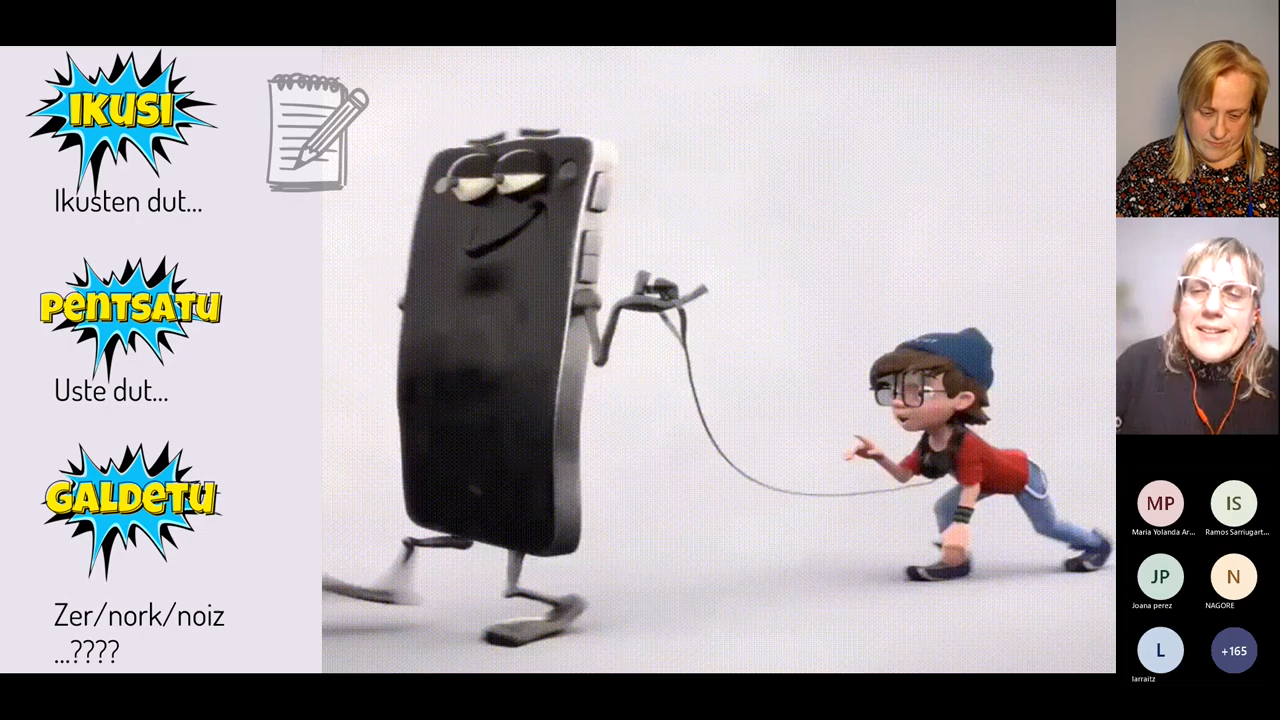 IKUSI
Ikusten dut...
PENTSATU
Uste dut...
GALDETU
Zer/nork/noiz
...????
MP
Maria Yolanda Ar...
IS
Ramos Sarriugart...
JP
Joana perez
N
NAGORE
L
larraitz
+165